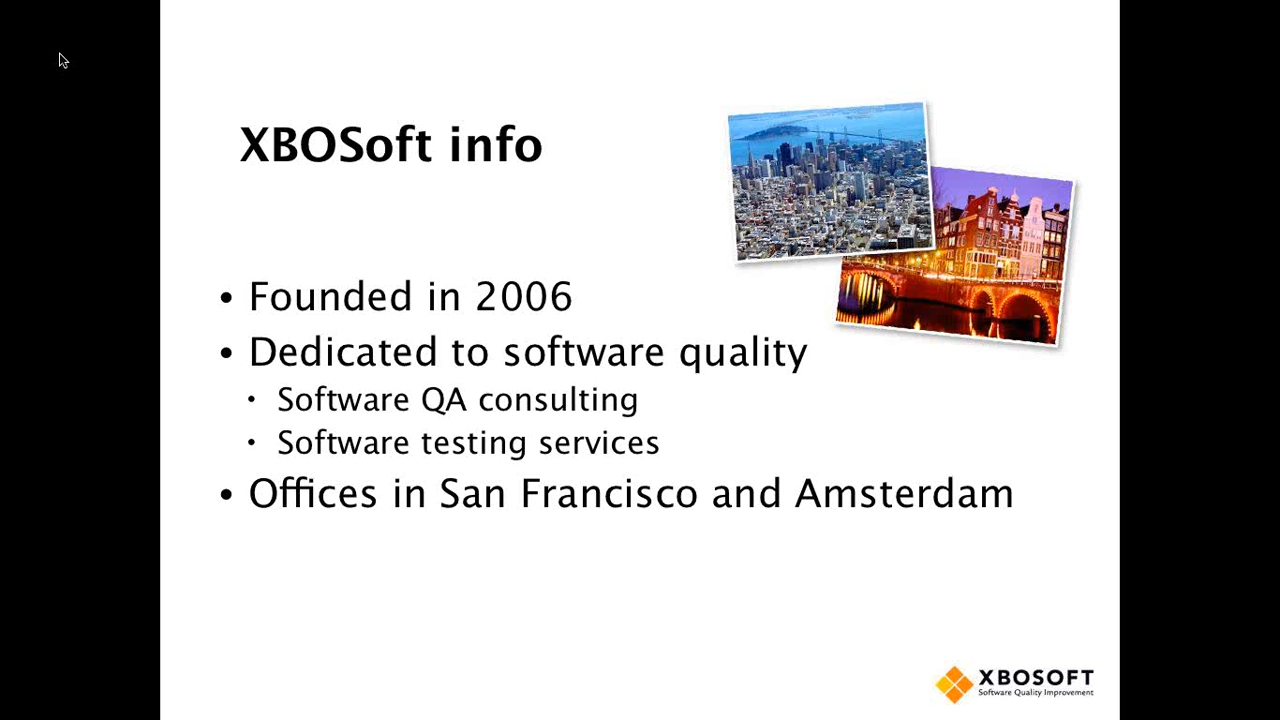 XBOSoft info
• Founded in 2006
• Dedicated to software quality
• Software QA consulting
• Software testing services
• Offices in San Francisco and Amsterdam
XBOSOFT
Software Quality Improvement